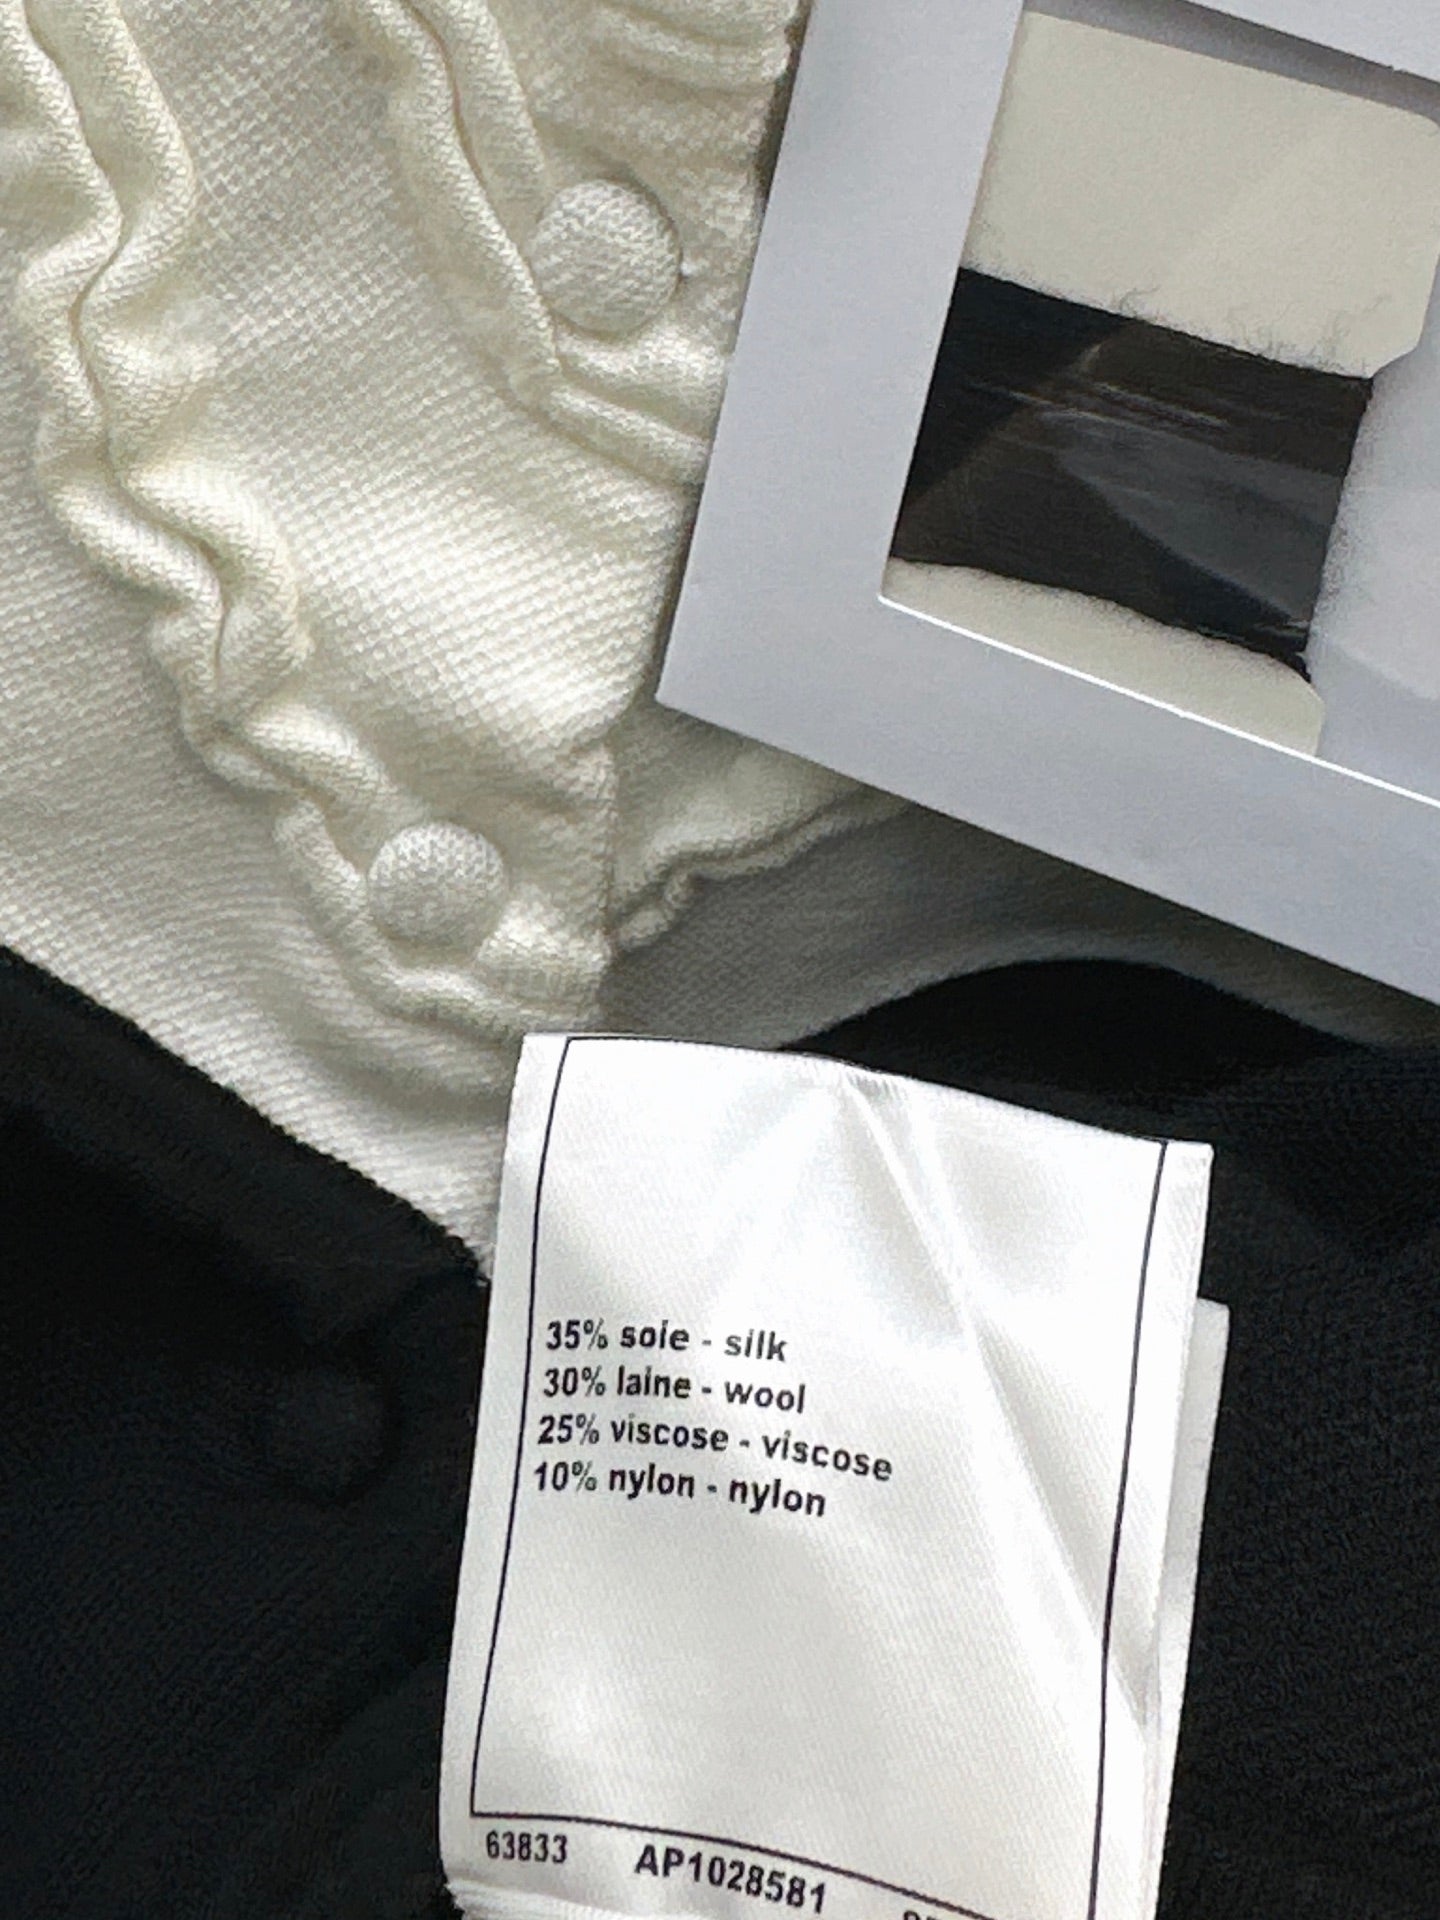 35% soie - silk
30% laine - wool
25% viscose - viscose
10% nylon - nylon
63833 AP1028581